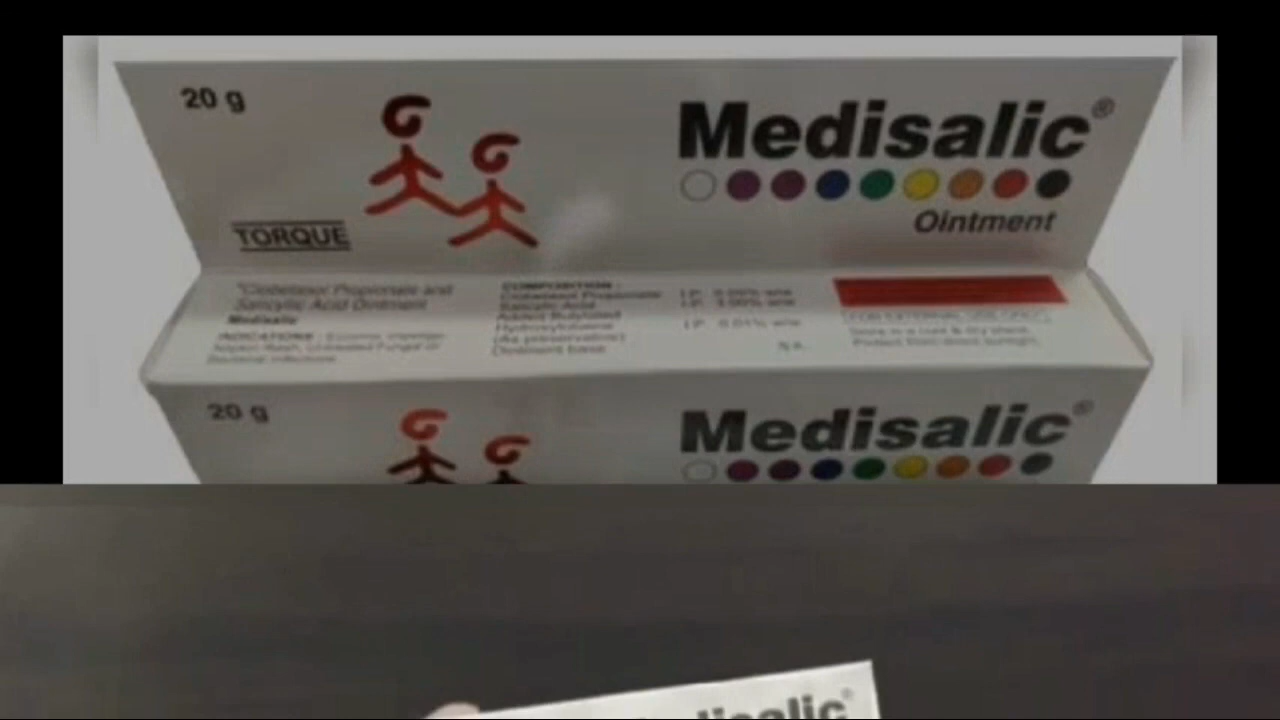 20 g
Medisalic®
Ointment
TORQUE
"Clobetasol Propionate and
Salicylic Acid Ointment
Medisalic
COMPOSITION :
Clobetasol Propionate I.P. 0.05% w/w
Salicylic Acid I.P. 3.00% w/w
Added Butylated
Hydroxytoluene I.P. 0.01% w/w
(As preservative)
Ointment base
INDICATIONS : Eczema,
FOR EXTERNAL USE ONLY
Store in a cool & dry place.
Protect from direct sunlight.
20 g
Medisalic®